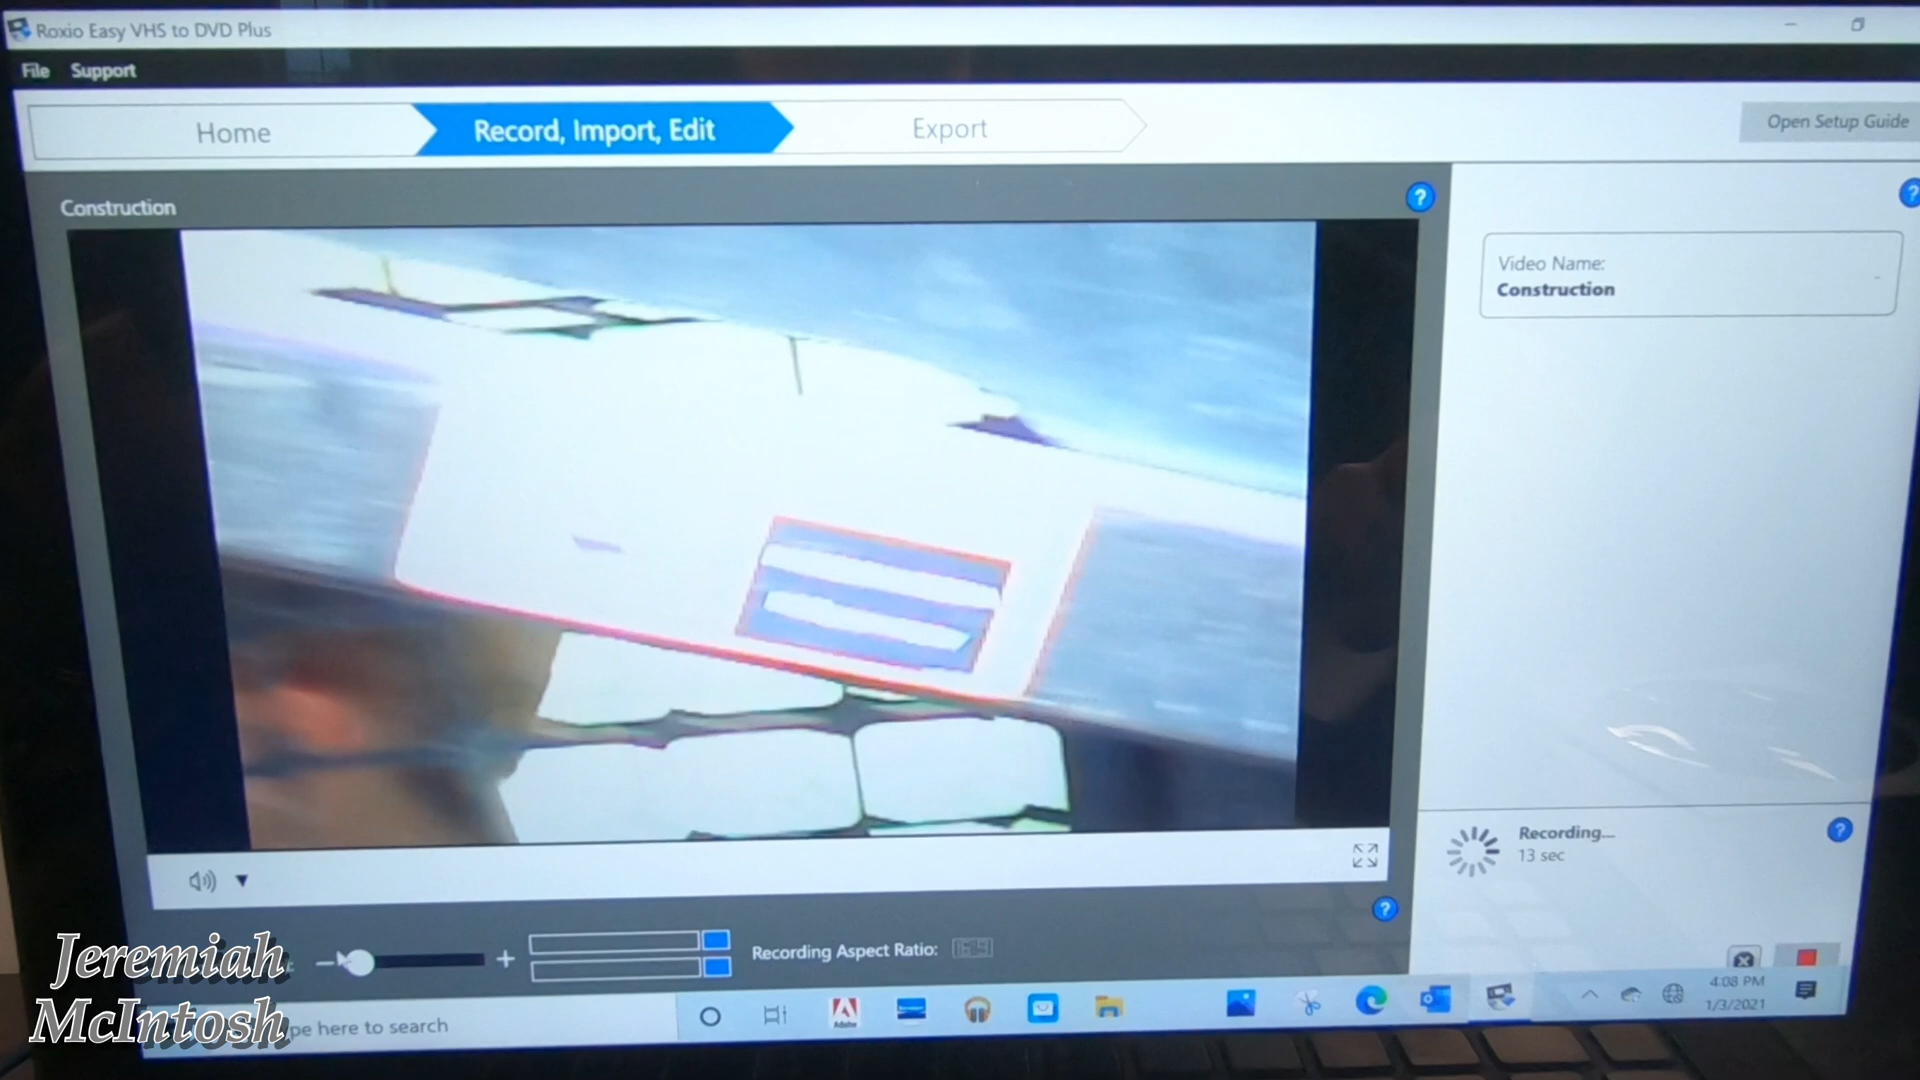 Roxio Easy VHS to DVD Plus
File Support
Home
Record, Import, Edit
Export
Open Setup Guide
Construction
?
?
Video Name:
Construction
Recording...
13 sec
?
?
Recording Aspect Ratio:
Jeremiah
McIntosh
here to search
Adobe
4:08 PM
1/3/2021